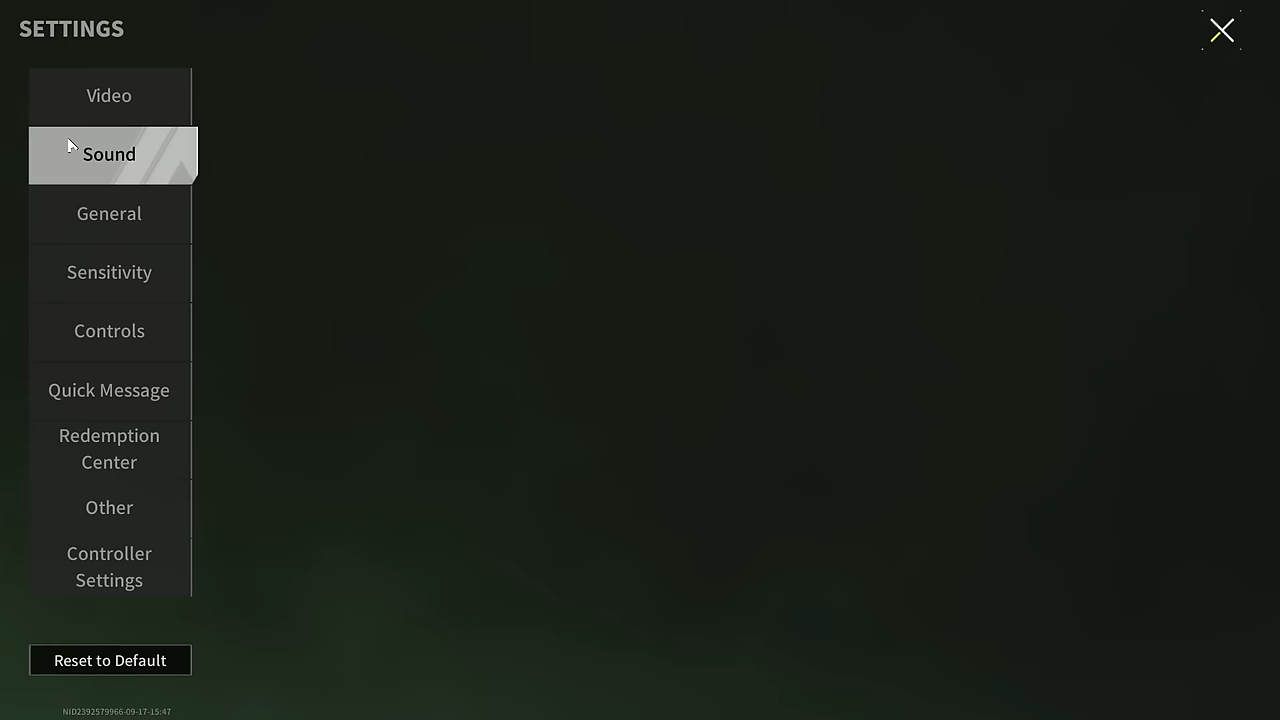 SETTINGS
Video
Sound
General
Sensitivity
Controls
Quick Message
Redemption
Center
Other
Controller
Settings
Reset to Default
NID2392579966-09-17-15:47